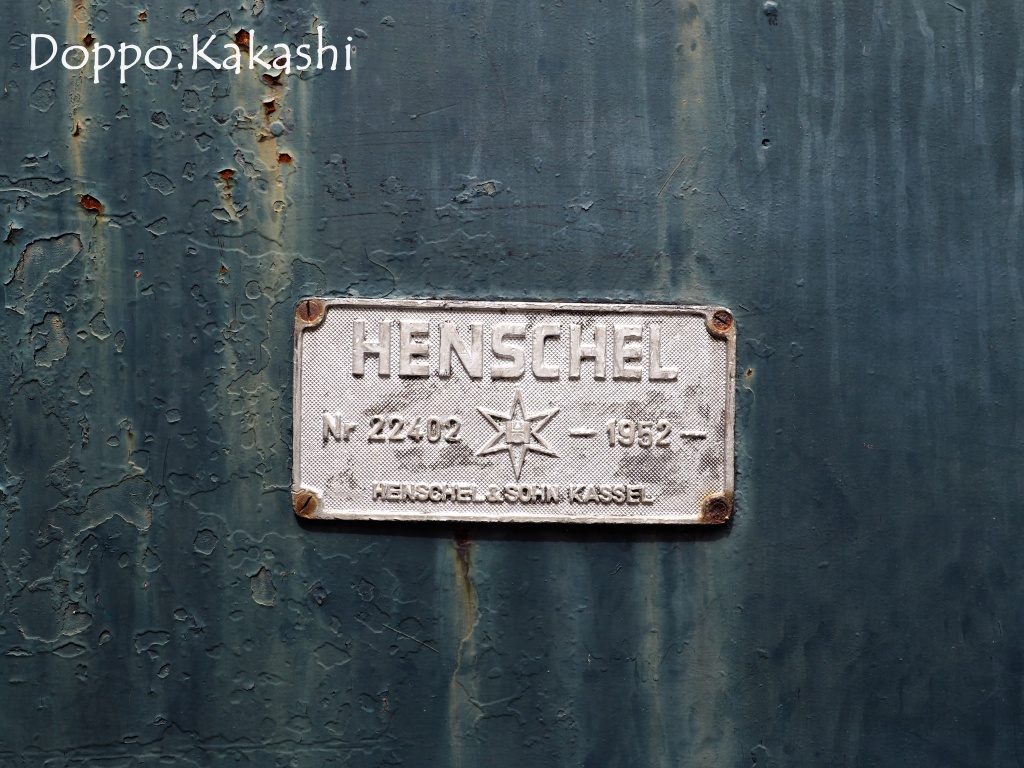 Doppo.Kakashi
HENSCHEL
Nr 22402 — 1952 —
HENSCHEL & SOHN KASSEL